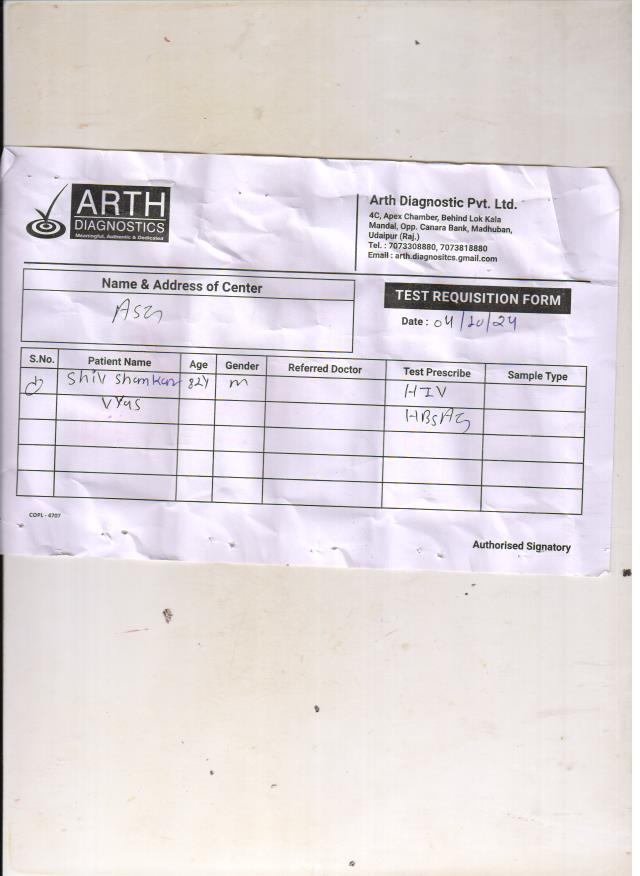 ARTH
DIAGNOSTICS
Meaningful, Authentic & Dedicated
Arth Diagnostic Pvt. Ltd.
4C, Apex Chamber, Behind Lok Kala
Mandal, Opp. Canara Bank, Madhuban,
Udaipur (Raj.)
Tel. : 7073308880, 7073818880
Email : arth.diagnositcs.gmail.com
Name & Address of Center
TEST REQUISITION FORM
Date : 04/10/24
S.No. Patient Name Age Gender Referred Doctor Test Prescribe Sample Type
Shiv Shankar 82Y m HIV
Vyas HBsAg
COPL - 4707
Authorised Signatory